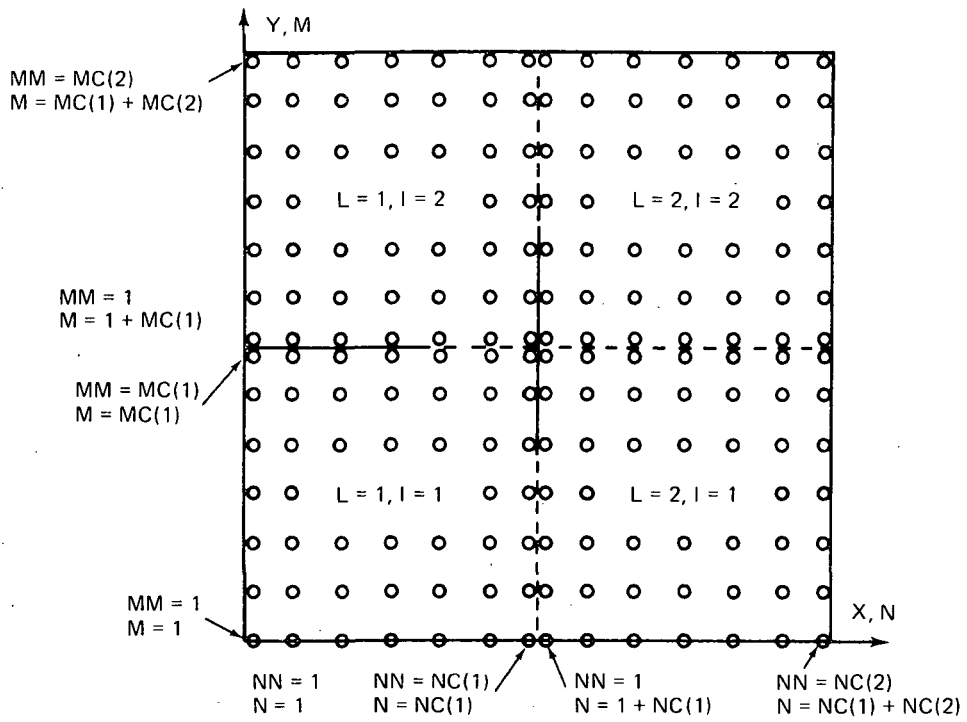 Y, M
MM = MC(2)
M = MC(1) + MC(2)
L = 1, I = 2
L = 2, I = 2
MM = 1
M = 1 + MC(1)
MM = MC(1)
M = MC(1)
L = 1, I = 1
L = 2, I = 1
MM = 1
M = 1
X, N
NN = 1
N = 1
NN = NC(1)
N = NC(1)
NN = 1
N = 1 + NC(1)
NN = NC(2)
N = NC(1) + NC(2)